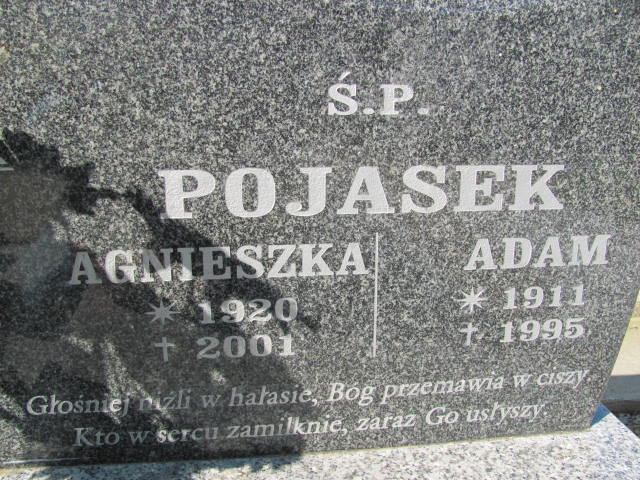 Ś.P.
POJASEK
AGNIESZKA ADAM
* 1920 * 1911
† 2001 † 1995
Głośniej niźli w hałasie, Bóg przemawia w ciszy
Kto w sercu zamilknie, zaraz Go usłyszy.